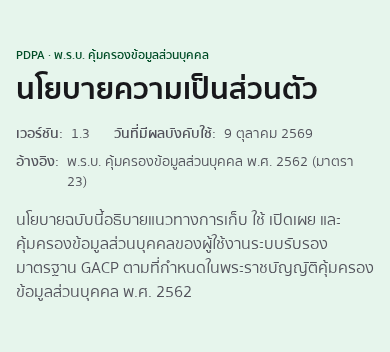 PDPA · พ.ร.บ. คุ้มครองข้อมูลส่วนบุคคล
นโยบายความเป็นส่วนตัว
เวอร์ชัน: 1.3 วันที่มีผลบังคับใช้: 9 ตุลาคม 2569
อ้างอิง: พ.ร.บ. คุ้มครองข้อมูลส่วนบุคคล พ.ศ. 2562 (มาตรา
23)
นโยบายฉบับนี้อธิบายแนวทางการเก็บ ใช้ เปิดเผย และ
คุ้มครองข้อมูลส่วนบุคคลของผู้ใช้งานระบบรับรอง
มาตรฐาน GACP ตามที่กำหนดในพระราชบัญญัติคุ้มครอง
ข้อมูลส่วนบุคคล พ.ศ. 2562